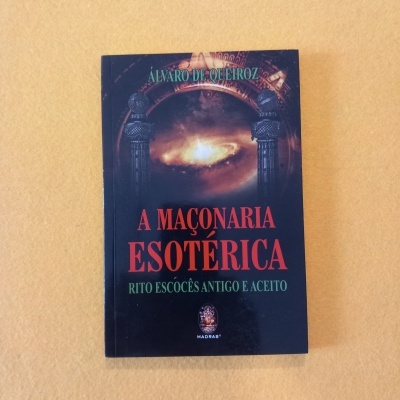 ÁLVARO DE QUEIROZ
A MAÇONARIA
ESOTÉRICA
RITO ESCOCÊS ANTIGO E ACEITO
MADRAS®